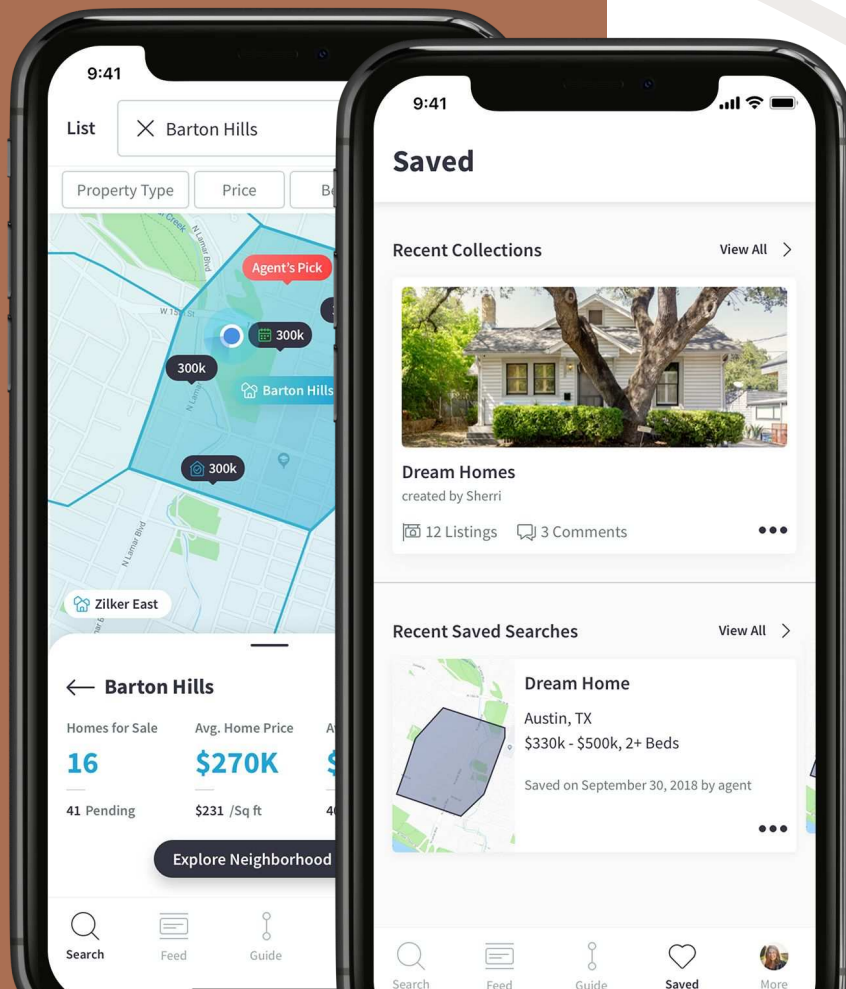 9:41
List
Barton Hills
Property Type
Price
Creek
N Lamar Blvd
Agent's Pick
W 15th St
300k
300k
N Lamar
Barton Hills
300k
N Lamar Blvd
Zilker East
Barton Hills
Homes for Sale
Avg. Home Price
16
$270K
41 Pending
$231 /Sq ft
Explore Neighborhood
Search
Feed
Guide
9:41
Saved
Recent Collections
View All
Dream Homes
created by Sherri
12 Listings
3 Comments
Recent Saved Searches
View All
Dream Home
Austin, TX
$330k - $500k, 2+ Beds
Saved on September 30, 2018 by agent
Search
Feed
Guide
Saved
More